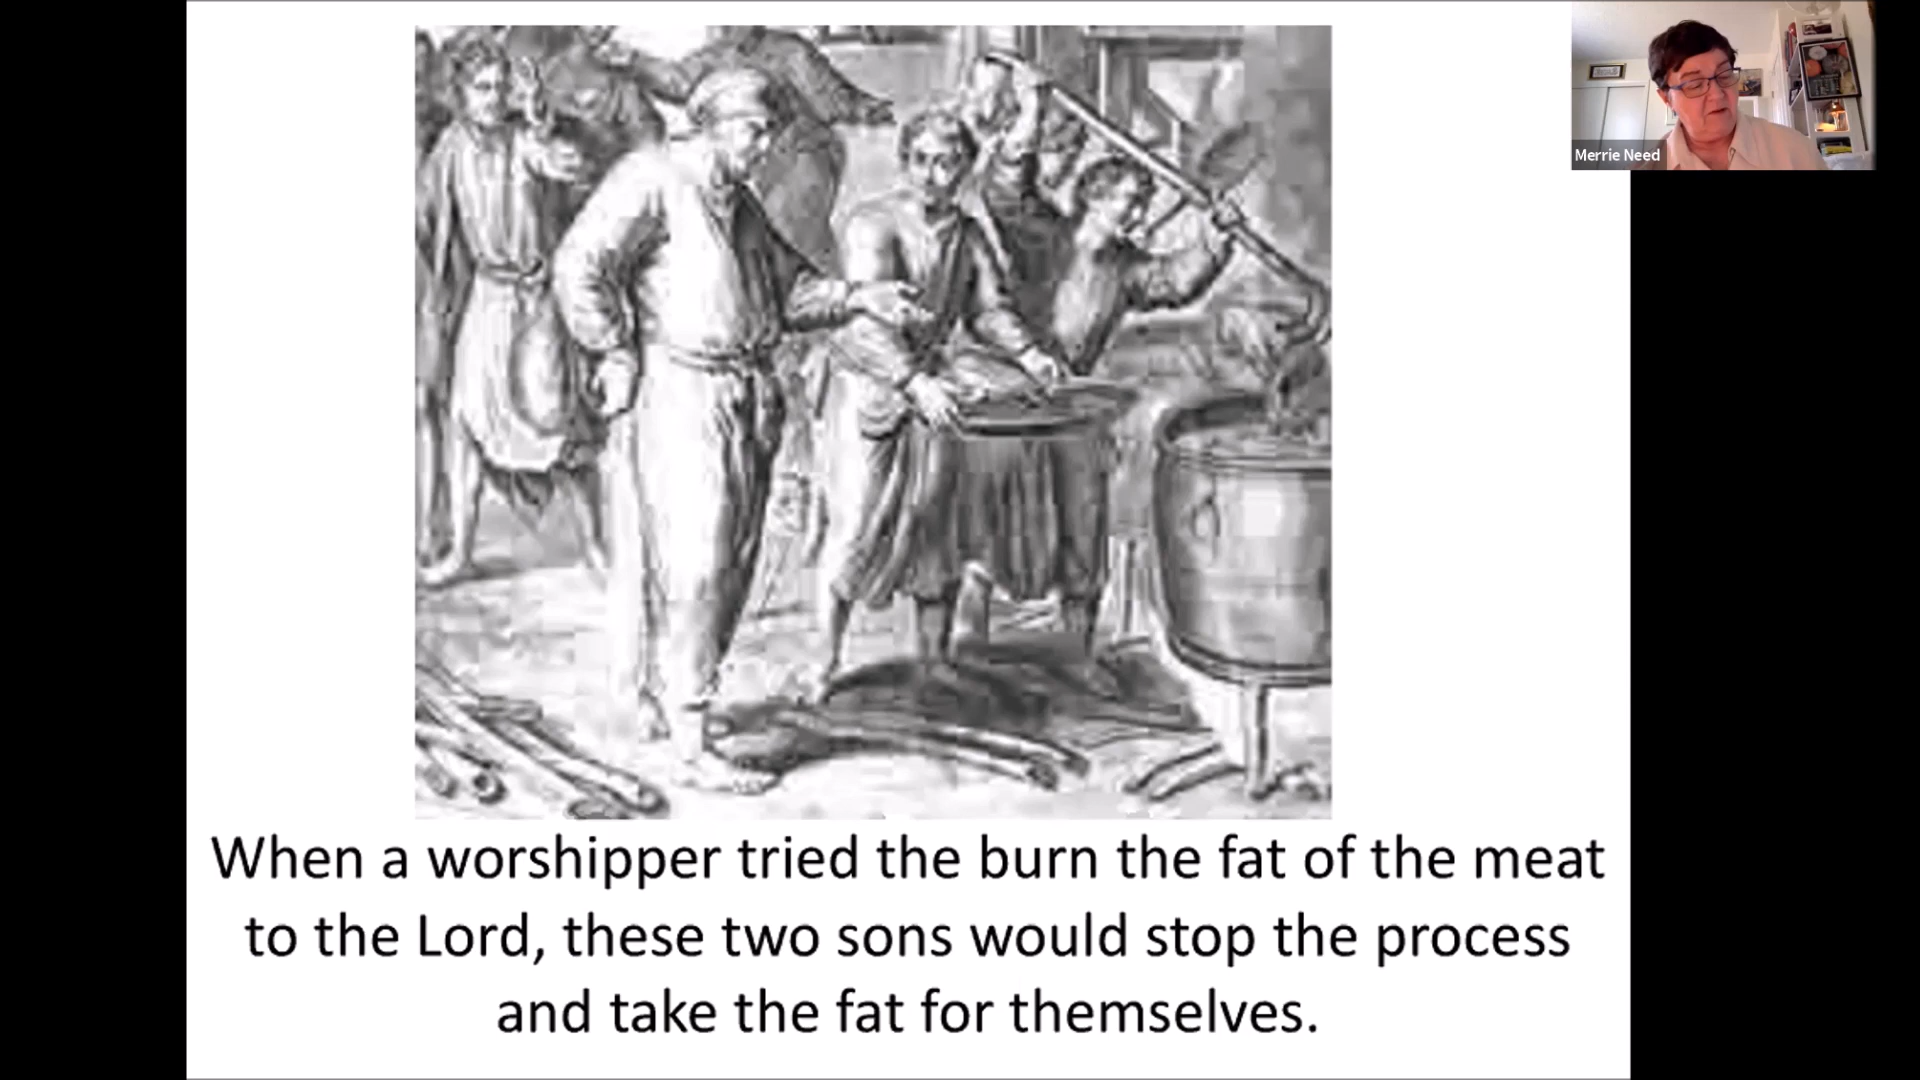 Merrie Need
When a worshipper tried the burn the fat of the meat
to the Lord, these two sons would stop the process
and take the fat for themselves.